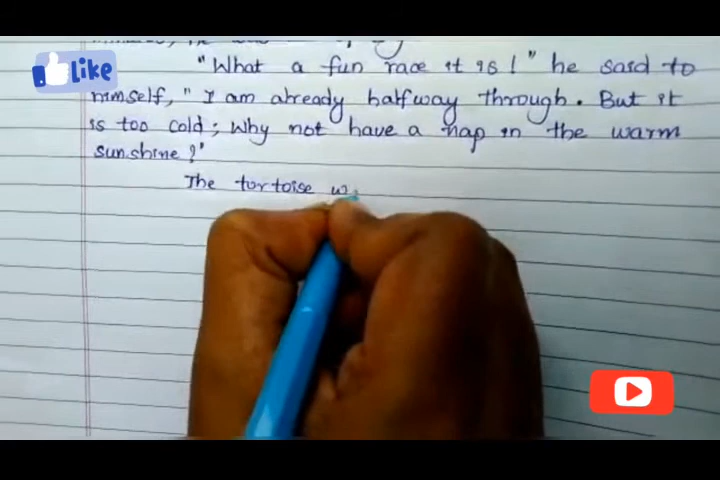 Like
"What a fun race it is!" he said to
himself, "I am already halfway through. But it
is too cold; Why not have a nap in the warm
sunshine?"
The tortoise w